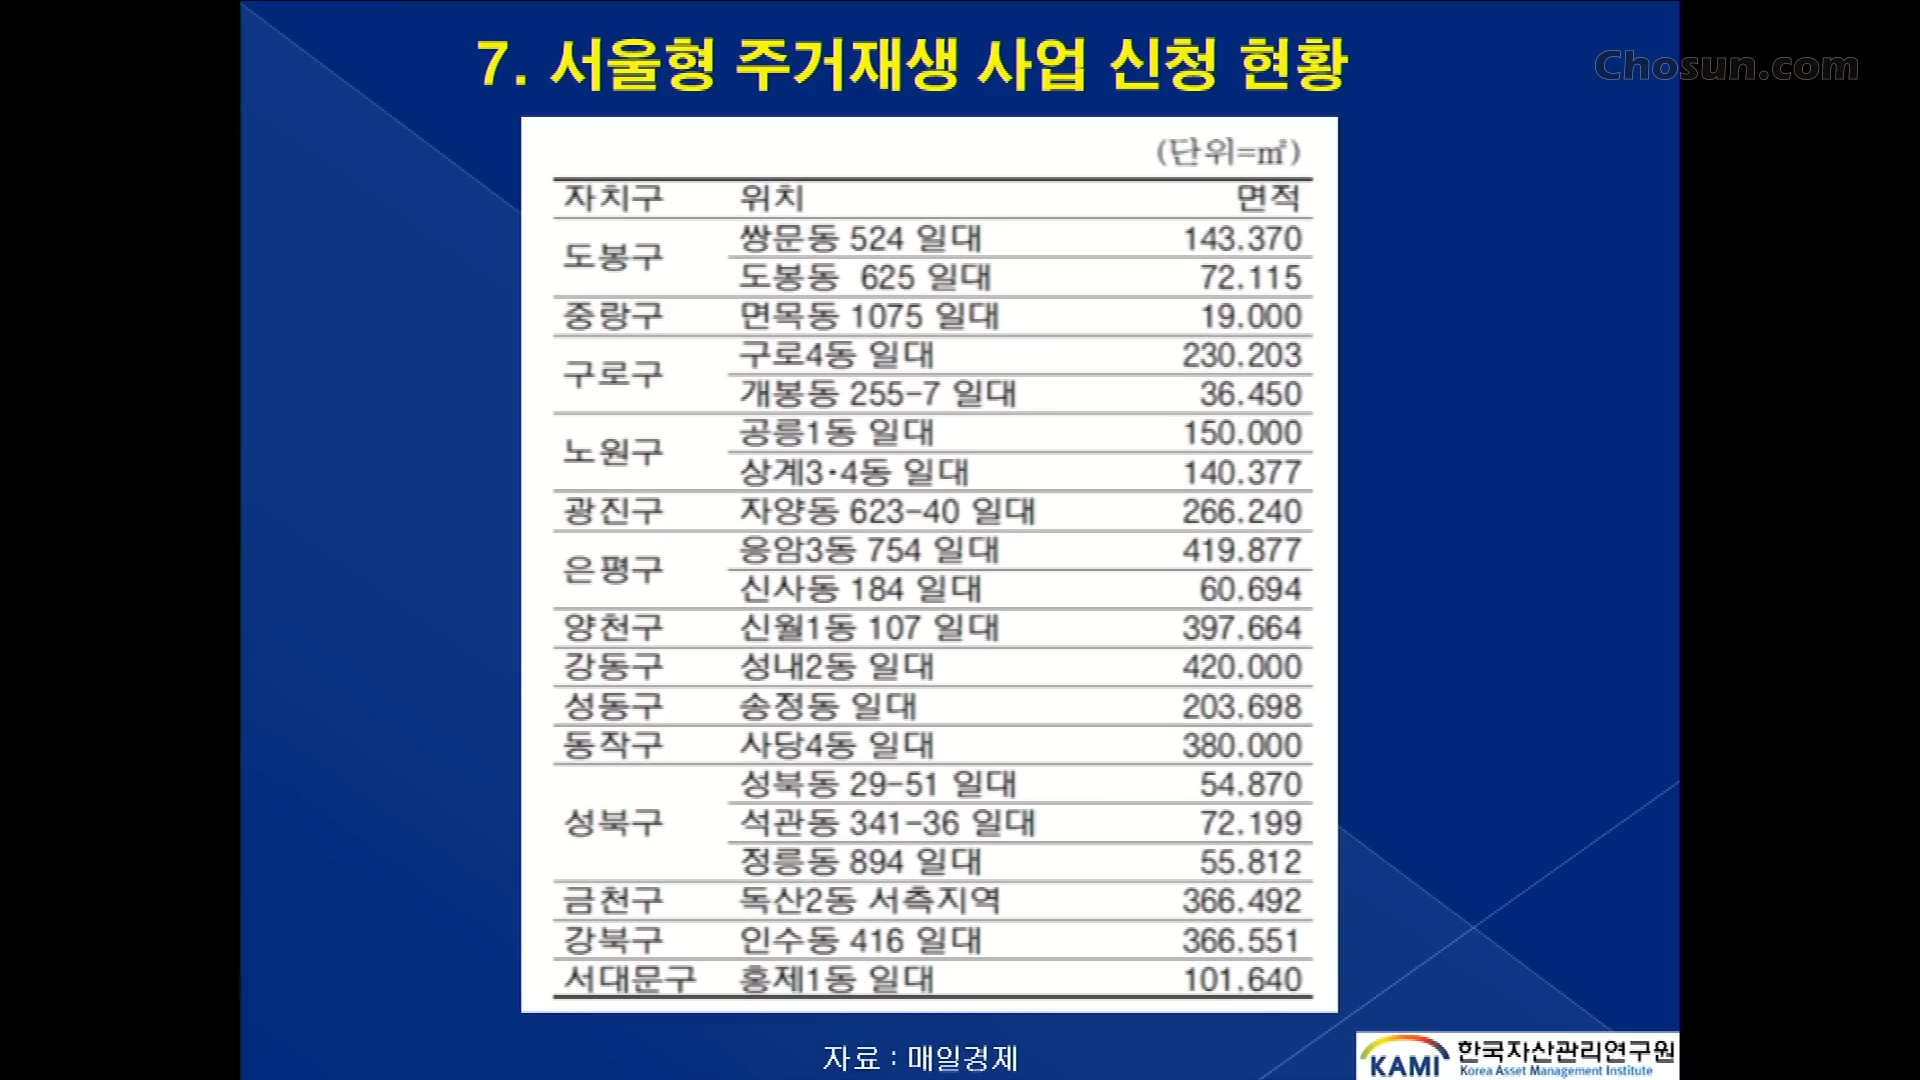 7. 서울형 주거재생 사업 신청 현황
Chosun.com
(단위=㎡)
자치구 위치 면적
도봉구 쌍문동 524 일대 143.370
도봉동 625 일대 72.115
중랑구 면목동 1075 일대 19.000
구로구 구로4동 일대 230.203
개봉동 255-7 일대 36.450
노원구 공릉1동 일대 150.000
상계3·4동 일대 140.377
광진구 자양동 623-40 일대 266.240
은평구 응암3동 754 일대 419.877
신사동 184 일대 60.694
양천구 신월1동 107 일대 397.664
강동구 성내2동 일대 420.000
성동구 송정동 일대 203.698
동작구 사당4동 일대 380.000
성북구 성북동 29-51 일대 54.870
석관동 341-36 일대 72.199
정릉동 894 일대 55.812
금천구 독산2동 서측지역 366.492
강북구 인수동 416 일대 366.551
서대문구 홍제1동 일대 101.640
자료 : 매일경제
KAMI 한국자산관리연구원
Korea Asset Management Institute